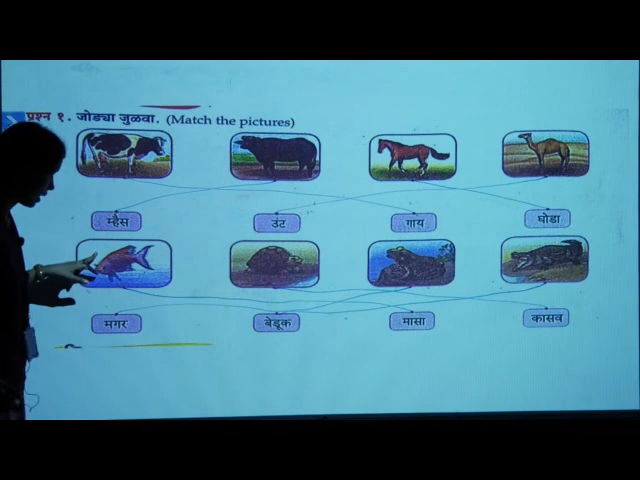 प्रश्न १. जोड्या जुळवा. (Match the pictures)
म्हैस उंट गाय घोडा
मगर बेडूक मासा कासव